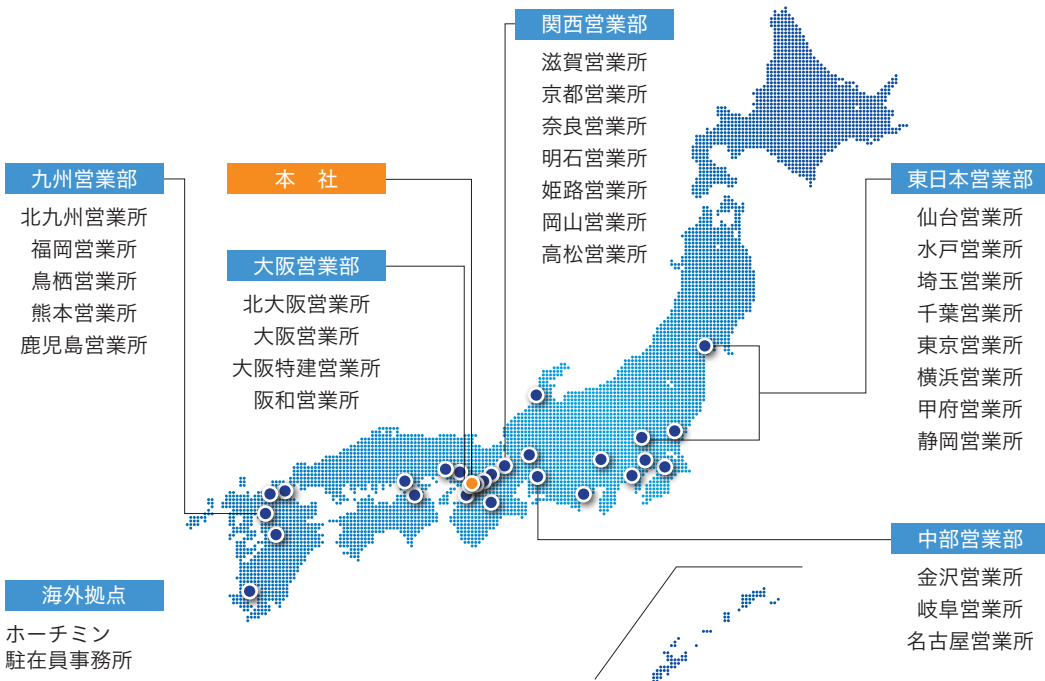 関西営業部
滋賀営業所
京都営業所
奈良営業所
明石営業所
姫路営業所
岡山営業所
高松営業所
九州営業部
北九州営業所
福岡営業所
鳥栖営業所
熊本営業所
鹿児島営業所
本　社
大阪営業部
北大阪営業所
大阪営業所
大阪特建営業所
阪和営業所
東日本営業部
仙台営業所
水戸営業所
埼玉営業所
千葉営業所
東京営業所
横浜営業所
甲府営業所
静岡営業所
中部営業部
金沢営業所
岐阜営業所
名古屋営業所
海外拠点
ホーチミン
駐在員事務所